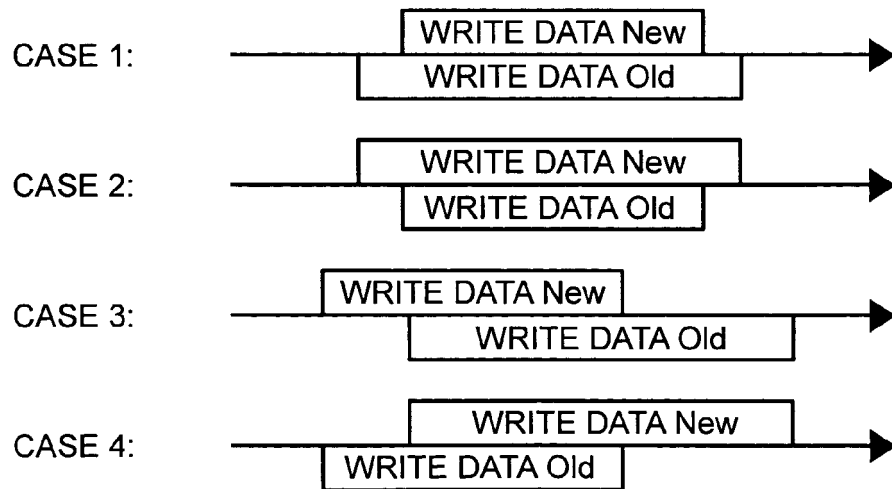 WRITE DATA New
CASE 1:
WRITE DATA Old
WRITE DATA New
CASE 2:
WRITE DATA Old
WRITE DATA New
CASE 3:
WRITE DATA Old
WRITE DATA New
CASE 4:
WRITE DATA Old